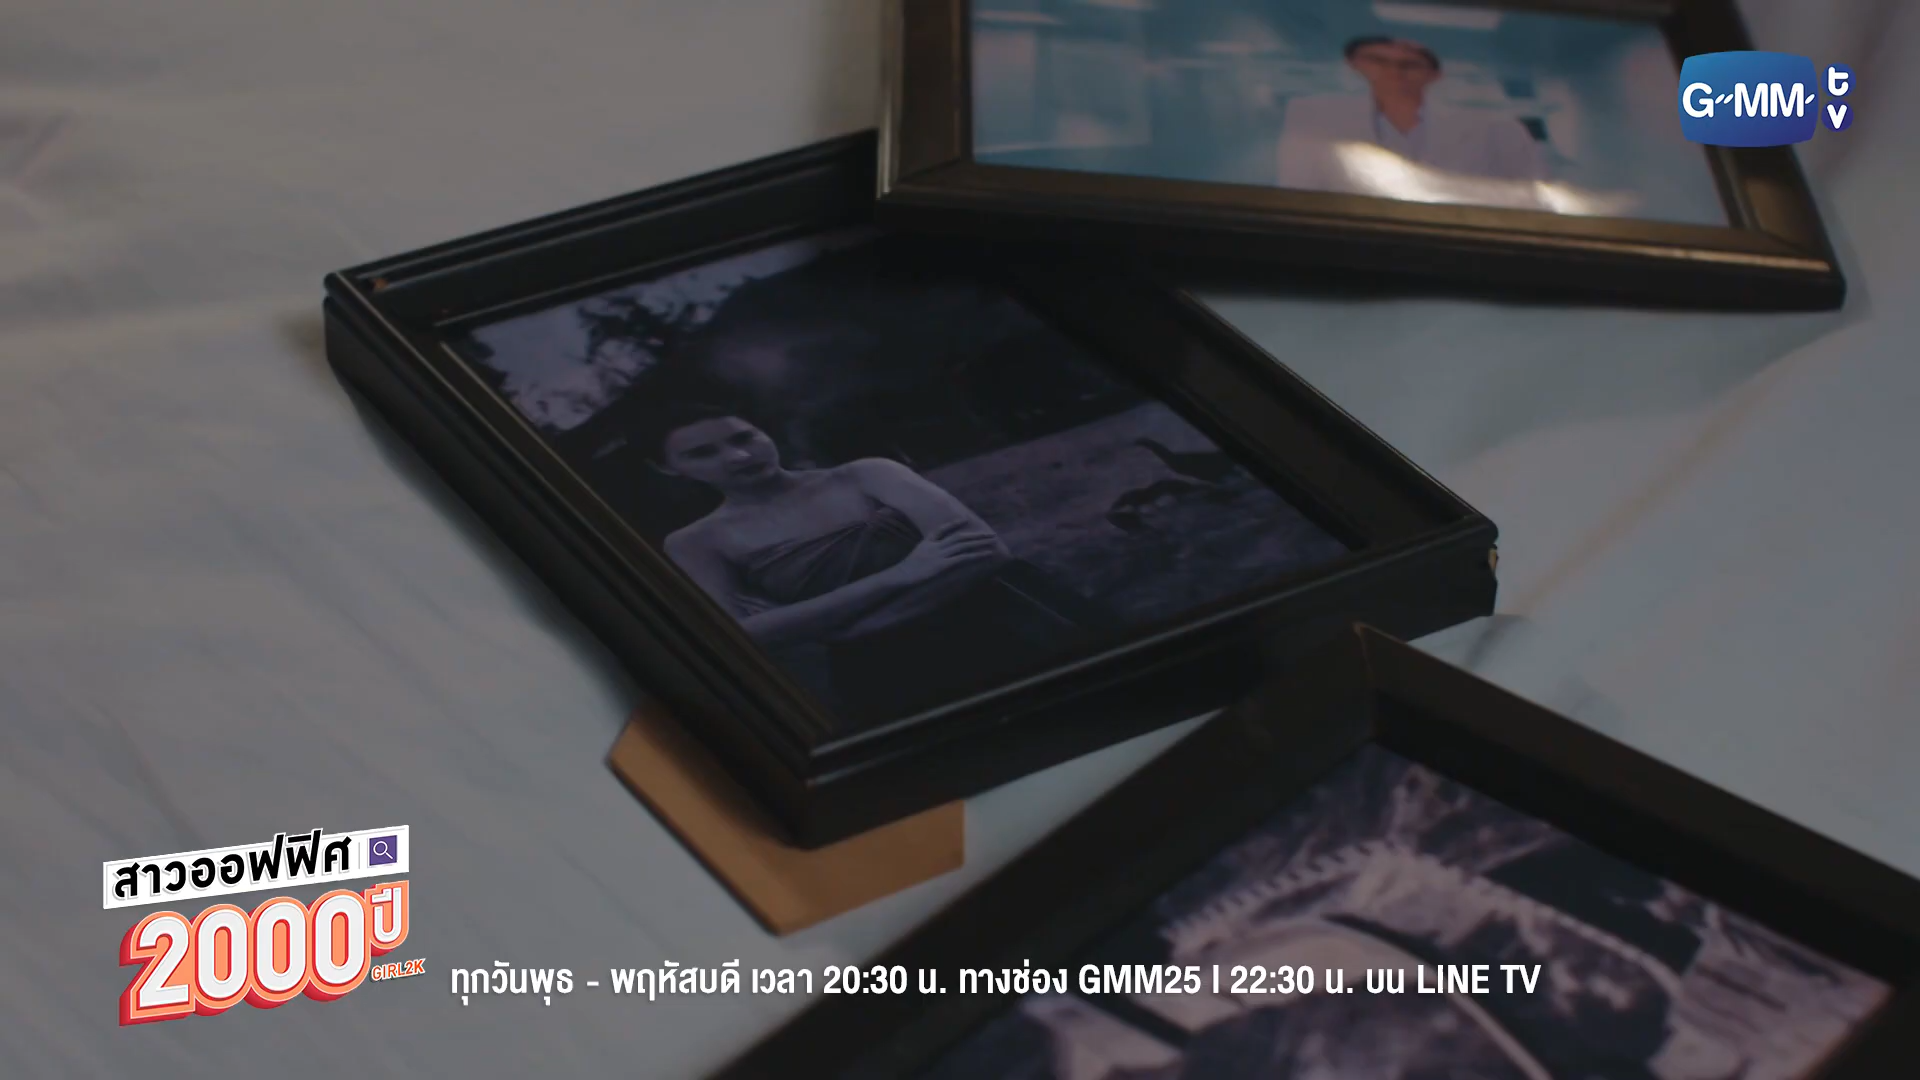 G-MM-
tv
สาวออฟฟิศ
2000ปี
GIRL2K
ทุกวันพุธ - พฤหัสบดี เวลา 20:30 น. ทางช่อง GMM25 | 22:30 น. บน LINE TV